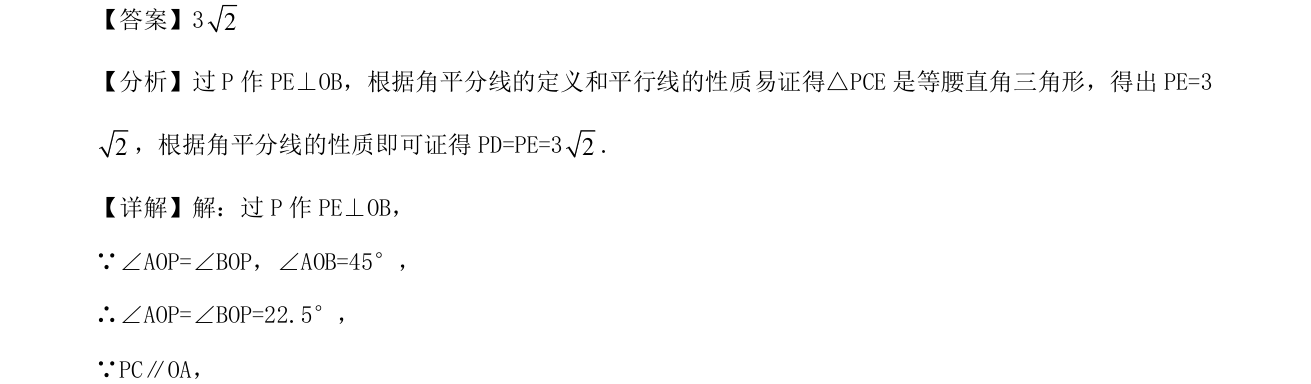 【答案】3√2
【分析】过 P 作 PE⊥OB，根据角平分线的定义和平行线的性质易证得△PCE 是等腰直角三角形，得出 PE=3
√2，根据角平分线的性质即可证得 PD=PE=3√2．
【详解】解：过 P 作 PE⊥OB，
∵∠AOP=∠BOP，∠AOB=45°，
∴∠AOP=∠BOP=22.5°，
∵PC∥OA，